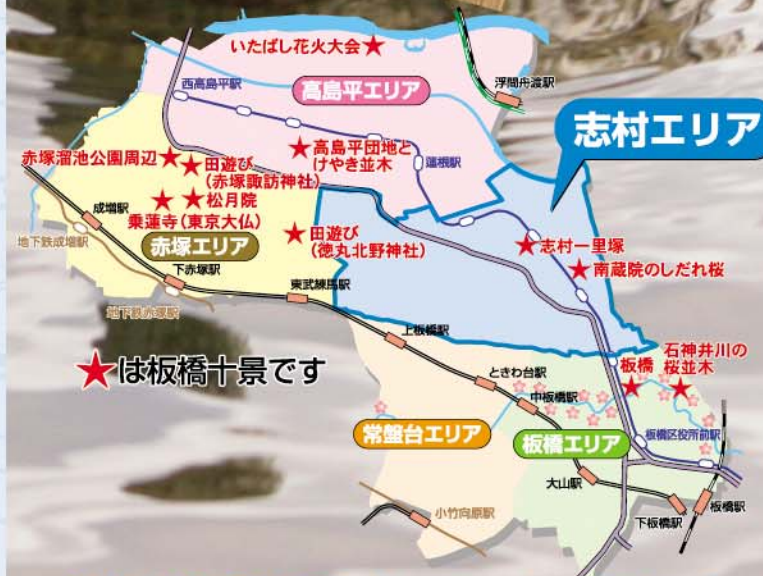 いたばし花火大会
浮間舟渡駅
西高島平駅
高島平エリア
志村エリア
高島平団地と
けやき並木
蓮根駅
赤塚溜池公園周辺
田遊び
(赤塚諏訪神社)
松月院
乗蓮寺(東京大仏)
成増駅
地下鉄成増駅
赤塚エリア
田遊び
(徳丸北野神社)
志村一里塚
南蔵院のしだれ桜
下赤塚駅
地下鉄赤塚駅
東武練馬駅
上板橋駅
★は板橋十景です
ときわ台駅
中板橋駅
板橋
石神井川の
桜並木
常盤台エリア
板橋エリア
板橋区役所前駅
大山駅
小竹向原駅
下板橋駅
板橋駅